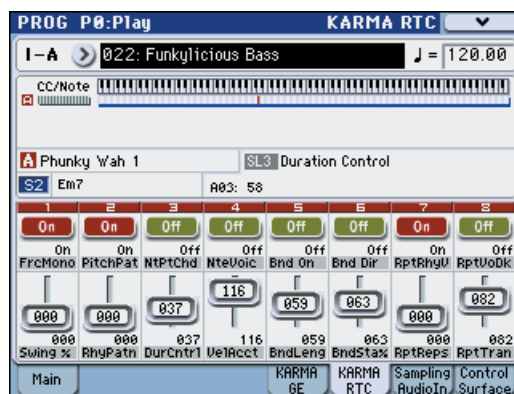 PROG P0:Play KARMA RTC
I-A 022: Funkylicious Bass ♩= 120.00
CC/Note
A
A Phunky Wah 1 SL3 Duration Control
S2 Em7 A03: 58
1 2 3 4 5 6 7 8
On On Off Off Off Off On Off
On On Off Off Off Off On Off
FrcMono PitchPat NtPtChd NteVoic Bnd On Bnd Dir RptRhyV RptVoDk
000 000 037 116 059 063 000 082
000 000 037 116 059 063 000 082
Swing % RhyPatn DurCntrl VelAcct BndLeng BndSta% RptReps RptTran
Main KARMA GE KARMA RTC Sampling AudioIn Control Surface